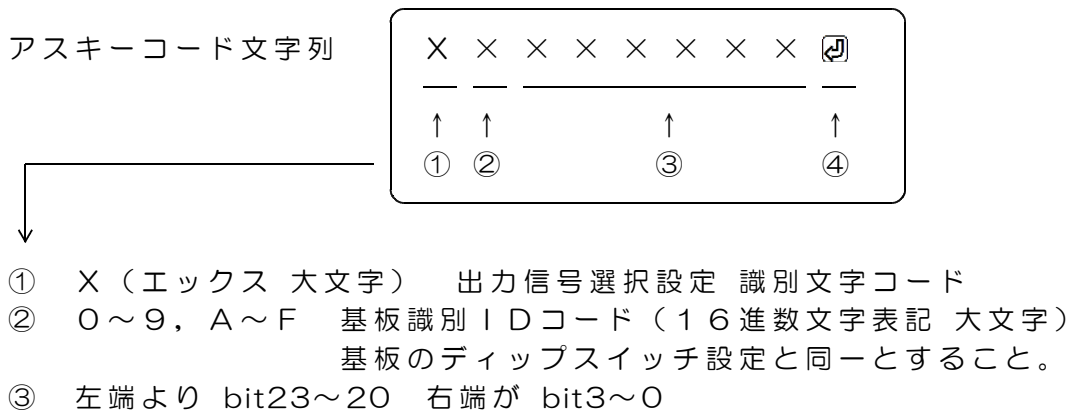 アスキーコード文字列 X × × × × × × × ↵
↑ ↑ ↑ ↑
① ② ③ ④
① X(エックス 大文字) 出力信号選択設定 識別文字コード
② 0~9,A~F 基板識別IDコード(16進数文字表記 大文字)
基板のディップスイッチ設定と同一とすること。
③ 左端より bit23~20 右端が bit3~0